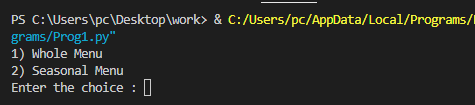 PS C:\Users\pc\Desktop\work> & C:/Users/pc/AppData/Local/Programs/
grams/Prog1.py"
1) Whole Menu
2) Seasonal Menu
Enter the choice :